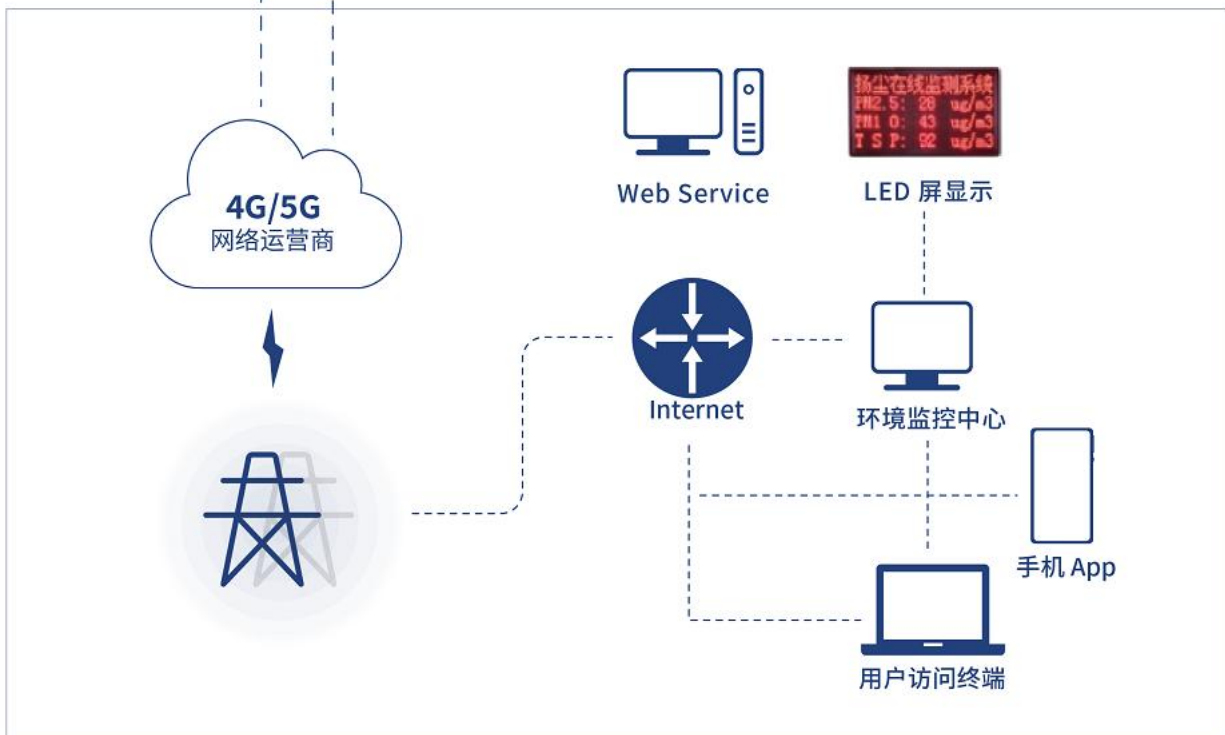 4G/5G
网络运营商
Web Service
扬尘在线监测系统
PM2.5: 28 ug/m3
PM10: 43 ug/m3
TSP: 92 ug/m3
LED 屏显示
Internet
环境监控中心
手机 App
用户访问终端